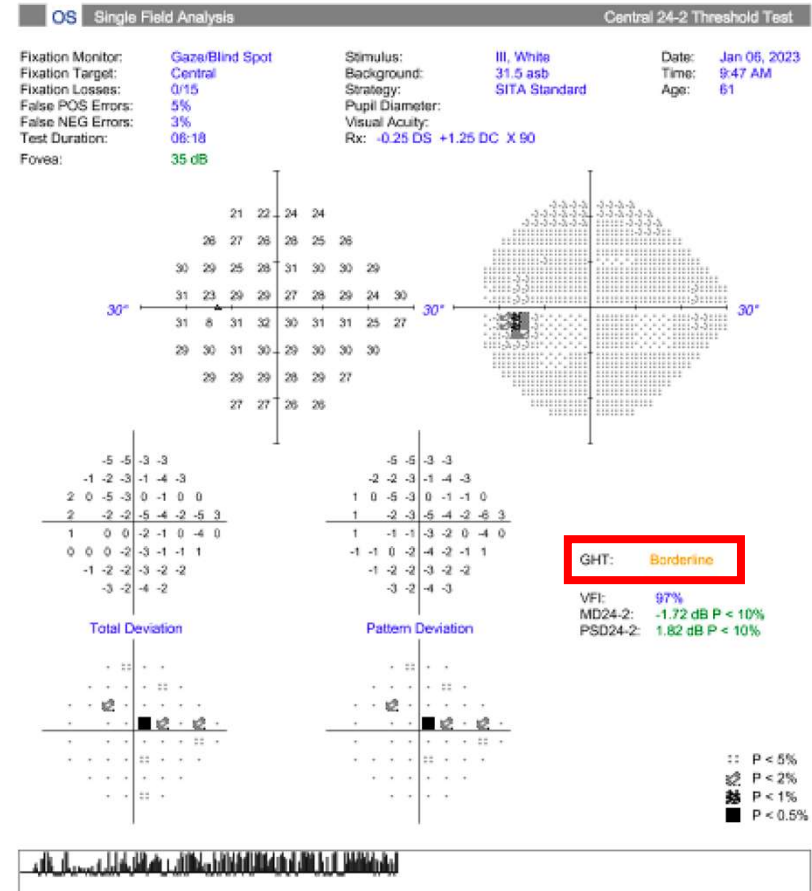 OS Single Field Analysis Central 24-2 Threshold Test
Fixation Monitor: Gaze/Blind Spot Stimulus: III, White Date: Jan 06, 2023
Fixation Target: Central Background: 31.5 asb Time: 9:47 AM
Fixation Losses: 0/15 Strategy: SITA Standard Age: 61
False POS Errors: 5% Pupil Diameter:
False NEG Errors: 3% Visual Acuity:
Test Duration: 06:18 Rx: -0.25 DS +1.25 DC X 90
Fovea: 35 dB
21 22 24 24
26 27 26 28 25 26
30 29 25 28 31 30 30 29
31 23 29 29 27 28 29 24 30
30° 30° 30°
31 8 31 32 30 31 31 25 27
29 30 31 30 29 30 30 30
29 29 29 28 29 27
27 27 26 26
-5 -5 -3 -3 -5 -5 -3 -3
-1 -2 -3 -1 -4 -3 -2 -2 -3 -1 -4 -3
2 0 -5 -3 0 -1 0 0 1 0 -5 -3 0 -1 -1 0
2 -2 -2 -5 -4 -2 -5 3 1 -2 -3 -5 -4 -2 -6 3
1 0 0 -2 -1 0 -4 0 1 -1 -1 -3 -2 0 -4 0
0 0 0 -2 -3 -1 -1 1 -1 -1 0 -2 -4 -2 -1 1
-1 -2 -2 -3 -2 -2 -1 -2 -2 -3 -2 -2
-3 -2 -4 -2 -3 -2 -4 -3
GHT: Borderline
VFI: 97%
MD24-2: -1.72 dB P < 10%
PSD24-2: 1.82 dB P < 10%
Total Deviation Pattern Deviation
P < 5%
P < 2%
P < 1%
P < 0.5%